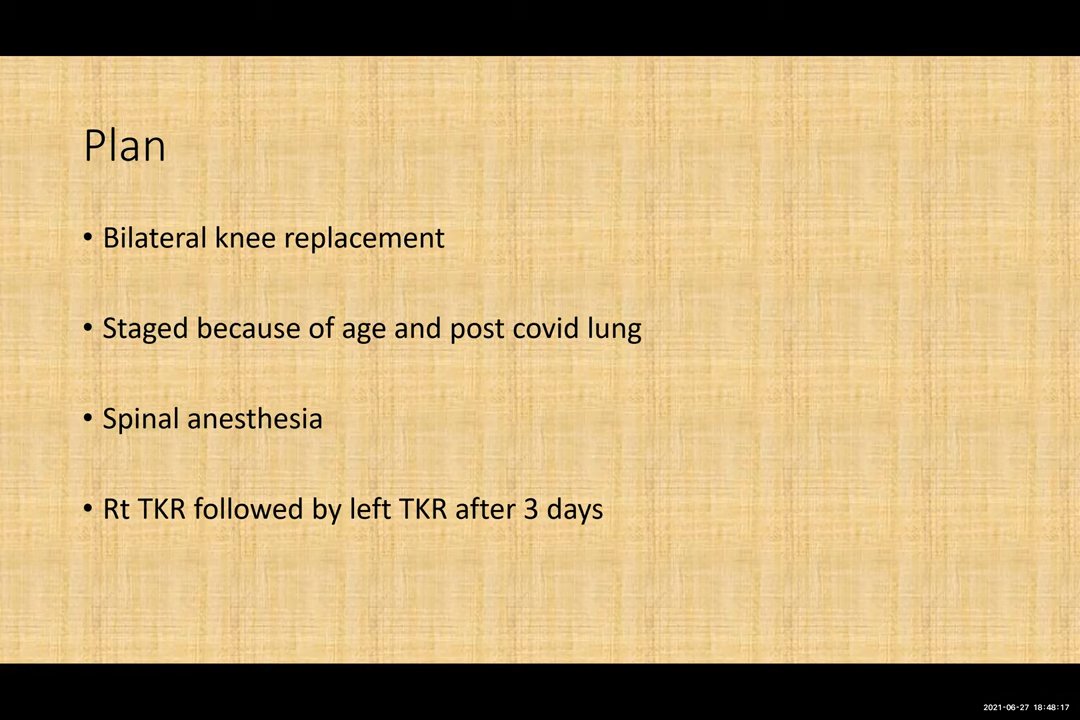 Plan
• Bilateral knee replacement
• Staged because of age and post covid lung
• Spinal anesthesia
• Rt TKR followed by left TKR after 3 days
2021-06-27 18:48:17